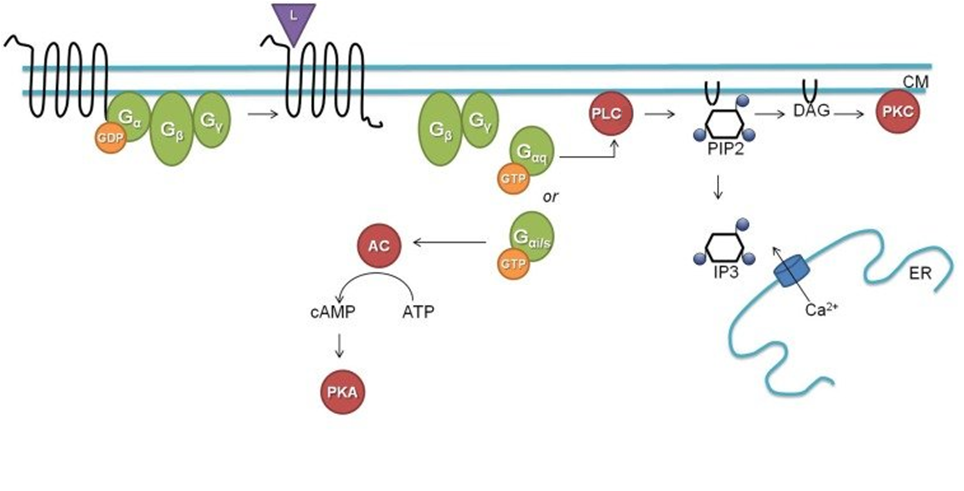 L
CM
Gα
Gβ
Gγ
GDP
Gβ
Gγ
Gαq
GTP
PLC
PIP2
DAG
PKC
or
Gαi/s
GTP
AC
cAMP
ATP
PKA
IP3
Ca²⁺
ER